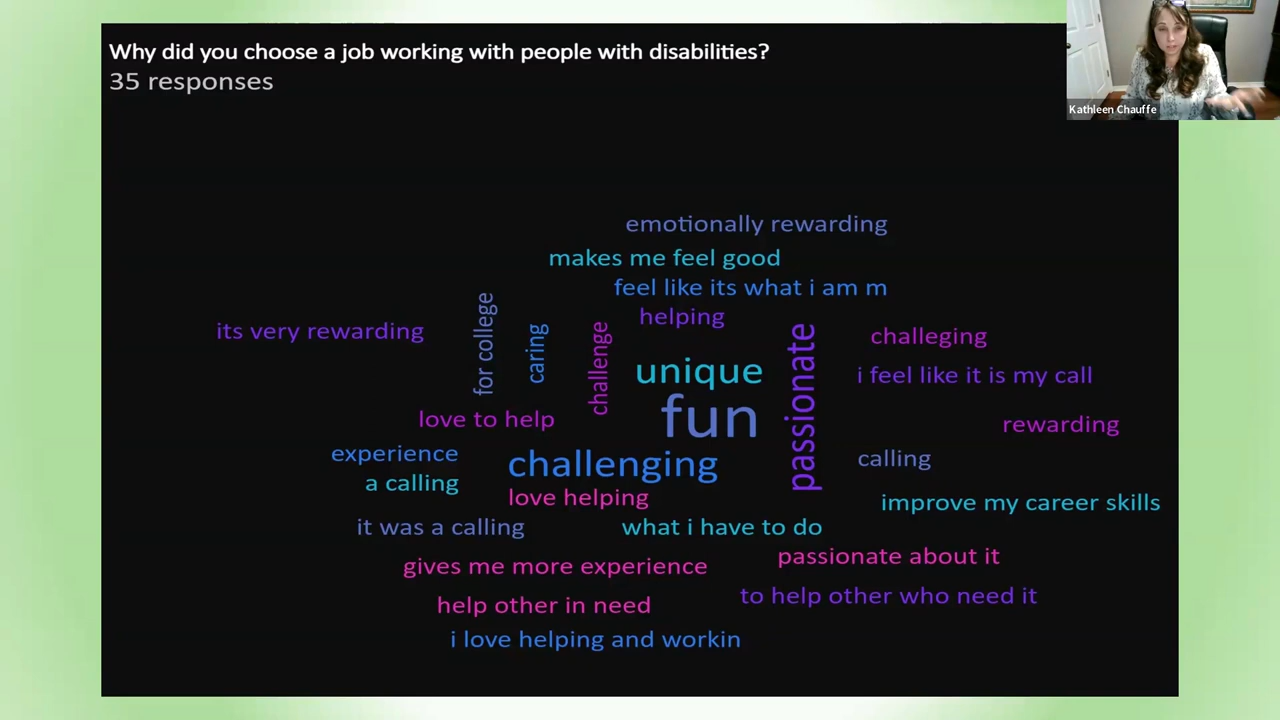 Why did you choose a job working with people with disabilities?
35 responses
Kathleen Chauffe
emotionally rewarding
makes me feel good
feel like its what i am m
helping
its very rewarding
for college
caring
challenge
unique
passionate
challeging
i feel like it is my call
love to help
fun
rewarding
experience
challenging
calling
a calling
love helping
improve my career skills
it was a calling
what i have to do
gives me more experience
passionate about it
help other in need
to help other who need it
i love helping and workin